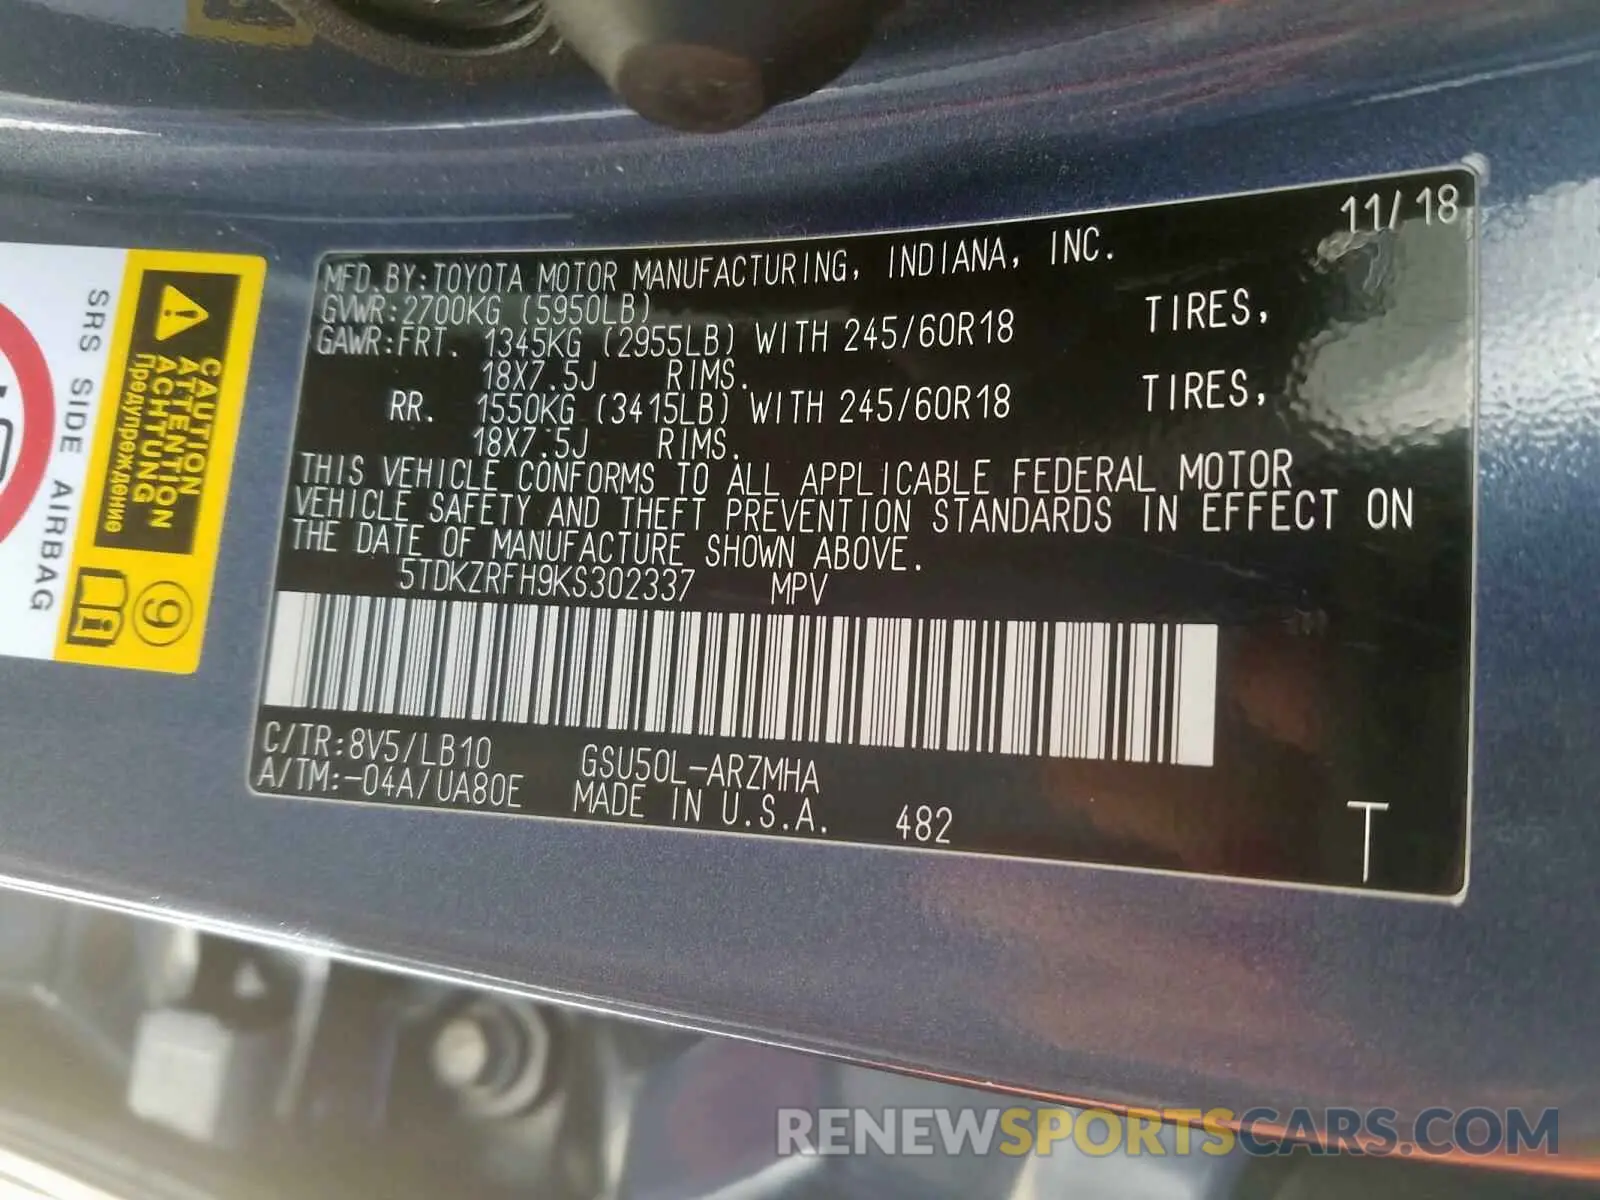 11/18
MFD.BY:TOYOTA MOTOR MANUFACTURING, INDIANA, INC.
GVWR:2700KG (5950LB)
GAWR:FRT. 1345KG (2955LB) WITH 245/60R18 TIRES,
18X7.5J RIMS.
RR. 1550KG (3415LB) WITH 245/60R18 TIRES,
18X7.5J RIMS.
THIS VEHICLE CONFORMS TO ALL APPLICABLE FEDERAL MOTOR
VEHICLE SAFETY AND THEFT PREVENTION STANDARDS IN EFFECT ON
THE DATE OF MANUFACTURE SHOWN ABOVE.
5TDKZRFH9KS302337 MPV
C/TR:8V5/LB10 GSU50L-ARZMHA
A/TM:-04A/UA80E MADE IN U.S.A. 482
T
CAUTION
ATTENTION
ACHTUNG
Предупреждение
9
SRS SIDE AIRBAG
RENEWSPORTSCARS.COM